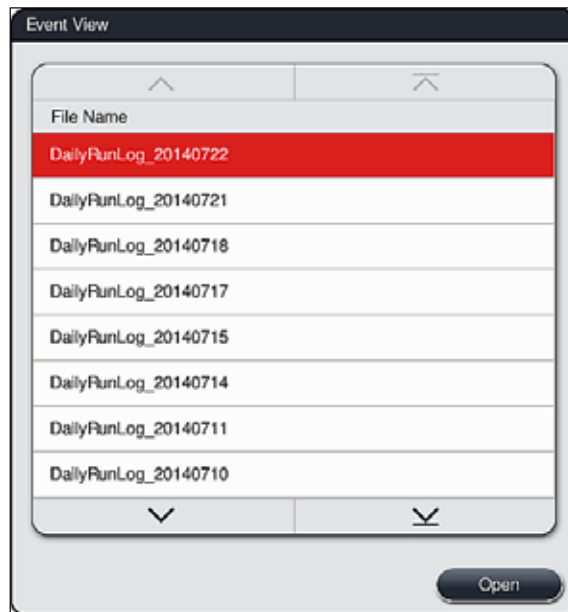 Event View
File Name
DailyRunLog_20140722
DailyRunLog_20140721
DailyRunLog_20140718
DailyRunLog_20140717
DailyRunLog_20140715
DailyRunLog_20140714
DailyRunLog_20140711
DailyRunLog_20140710
Open